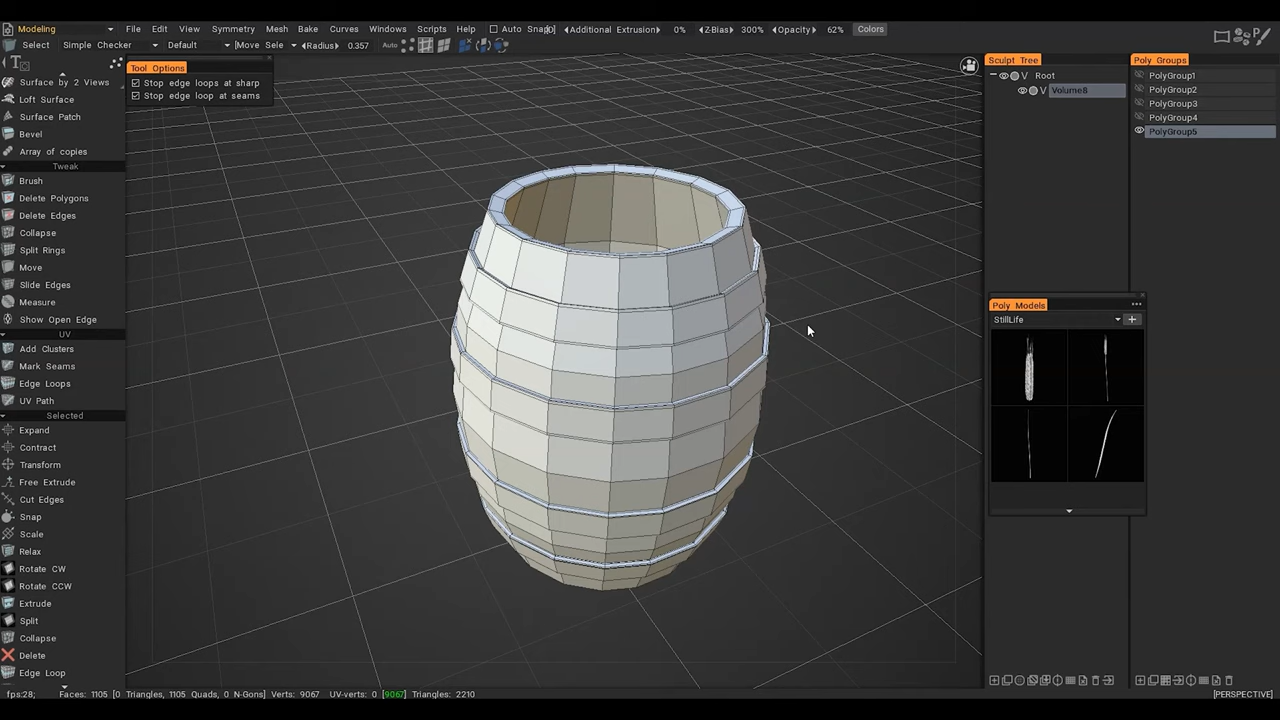 Modeling File Edit View Symmetry Mesh Bake Curves Windows Scripts Help Auto Snap[0] Additional Extrusion 0% Z-Bias 300% Opacity 62% Colors
Select Simple Checker Default [Move Sele Radius 0.357 Auto
Surface by 2 Views
Loft Surface
Surface Patch
Bevel
Array of copies
Tweak
Brush
Delete Polygons
Delete Edges
Collapse
Split Rings
Move
Slide Edges
Measure
Show Open Edge
UV
Add Clusters
Mark Seams
Edge Loops
UV Path
Selected
Expand
Contract
Transform
Free Extrude
Cut Edges
Snap
Scale
Relax
Rotate CW
Rotate CCW
Extrude
Split
Collapse
Delete
Edge Loop
Tool Options
Stop edge loops at sharp
Stop edge loop at seams
Sculpt Tree
Root
V
Volume8
V
Poly Groups
PolyGroup1
PolyGroup2
PolyGroup3
PolyGroup4
PolyGroup5
Poly Models
StillLife
fps:28; Faces: 1105 [0 Triangles, 1105 Quads, 0 N-Gons] Verts: 9067 UV-verts: 0 [9067] Triangles: 2210
[PERSPECTIVE]